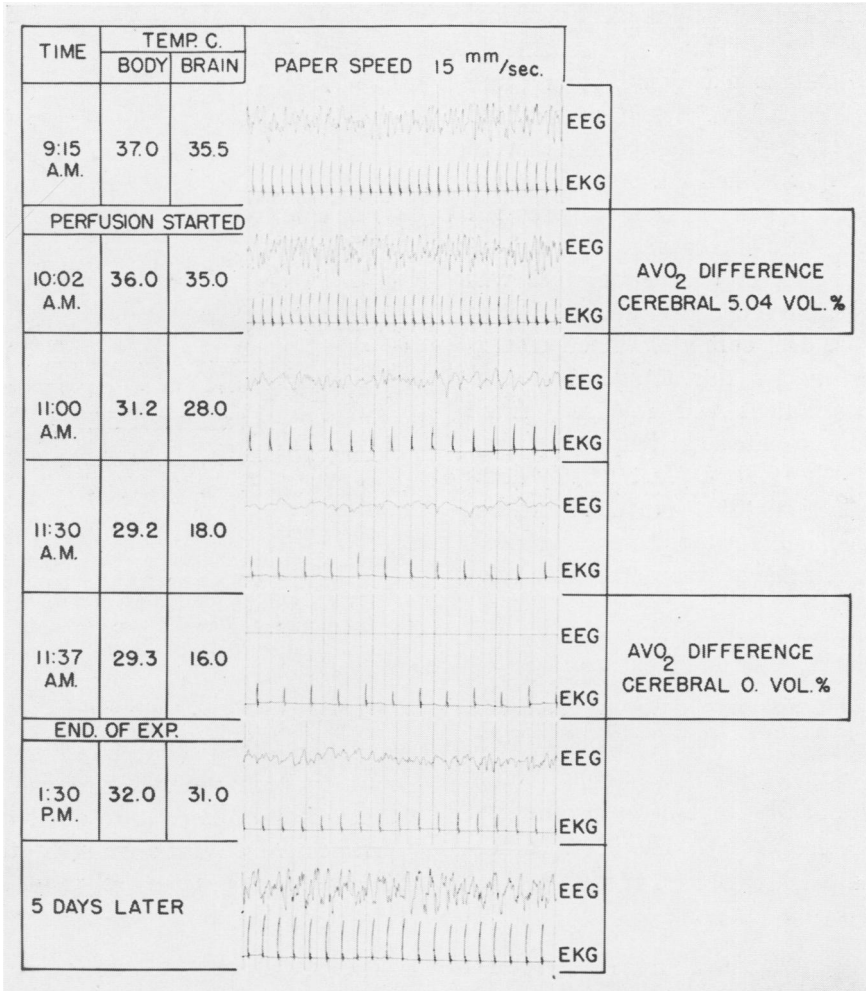 TIME
TEMP. C.
BODY BRAIN
PAPER SPEED 15 mm/sec.
9:15 A.M.
37.0 35.5
EEG
EKG
PERFUSION STARTED
10:02 A.M.
36.0 35.0
EEG
EKG
AVO2 DIFFERENCE
CEREBRAL 5.04 VOL.%
11:00 A.M.
31.2 28.0
EEG
EKG
11:30 A.M.
29.2 18.0
EEG
EKG
11:37 A.M.
29.3 16.0
EEG
EKG
AVO2 DIFFERENCE
CEREBRAL 0. VOL.%
END. OF EXP.
1:30 P.M.
32.0 31.0
EEG
EKG
5 DAYS LATER
EEG
EKG